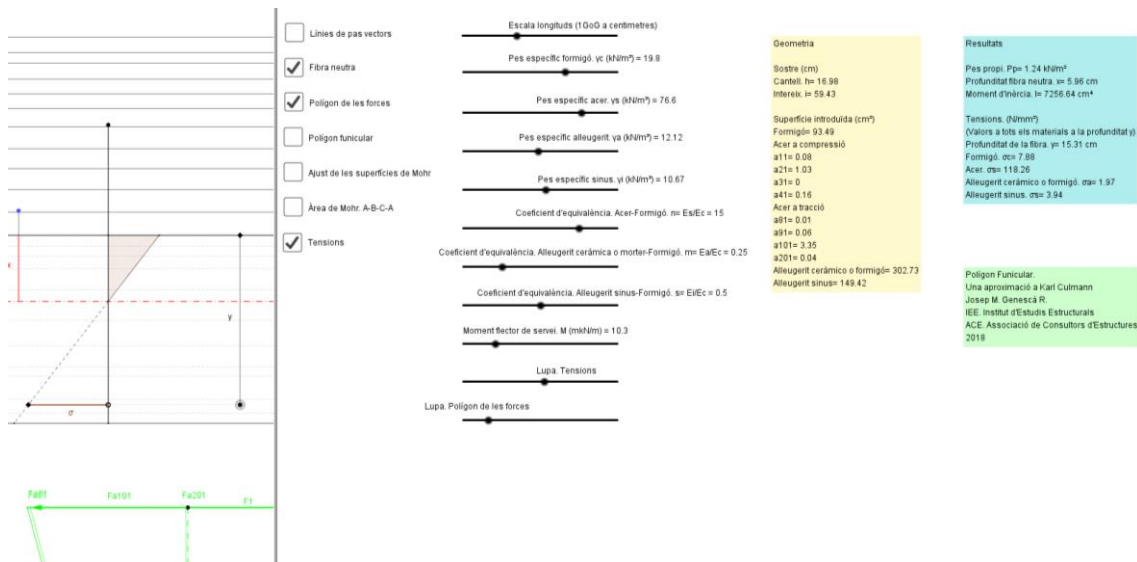 Línies de pas vectors
Fibra neutra
Polígon de les forces
Polígon funicular
Ajust de les superfícies de Mohr
Àrea de Mohr. A-B-C-A
Tensions
Escala longituds (1GoG a centímetres)
Pes específic formigó. γc (kN/m³) = 19.8
Pes específic acer. γs (kN/m³) = 76.6
Pes específic alleugerit. γa (kN/m³) = 12.12
Pes específic sinus. γi (kN/m³) = 10.67
Coeficient d'equivalència. Acer-Formigó. n= Es/Ec = 15
Coeficient d'equivalència. Alleugerit ceràmica o morter-Formigó. m= Ea/Ec = 0.25
Coeficient d'equivalència. Alleugerit sinus-Formigó. s= Ei/Ec = 0.5
Moment flector de servei. M (mkN/m) = 10.3
Lupa. Tensions
Lupa. Polígon de les forces
Geometria
Sostre (cm)
Cantell. h= 16.98
Intereix. i= 59.43
Superfície introduïda (cm²)
Formigó= 93.49
Acer a compressió
a11= 0.08
a21= 1.03
a31= 0
a41= 0.16
Acer a tracció
a81= 0.01
a91= 0.06
a101= 3.35
a201= 0.04
Alleugerit ceràmico o formigó= 302.73
Alleugerit sinus= 149.42
Resultats
Pes propi. Pp= 1.24 kN/m²
Profunditat fibra neutra. x= 5.96 cm
Moment d'inèrcia. I= 7256.64 cm⁴
Tensions. (N/mm²)
(Valors a tots els materials a la profunditat y)
Profunditat de la fibra. y= 15.31 cm
Formigó. σc= 7.88
Acer. σs= 118.26
Alleugerit ceràmico o formigó. σa= 1.97
Alleugerit sinus. σs= 3.94
Polígon Funicular.
Una aproximació a Karl Culmann
Josep M. Genescà R.
IEE. Institut d'Estudis Estructurals
ACE. Associació de Consultors d'Estructures
2018
x
y
σ
Fa81
Fa101
Fa201
F1